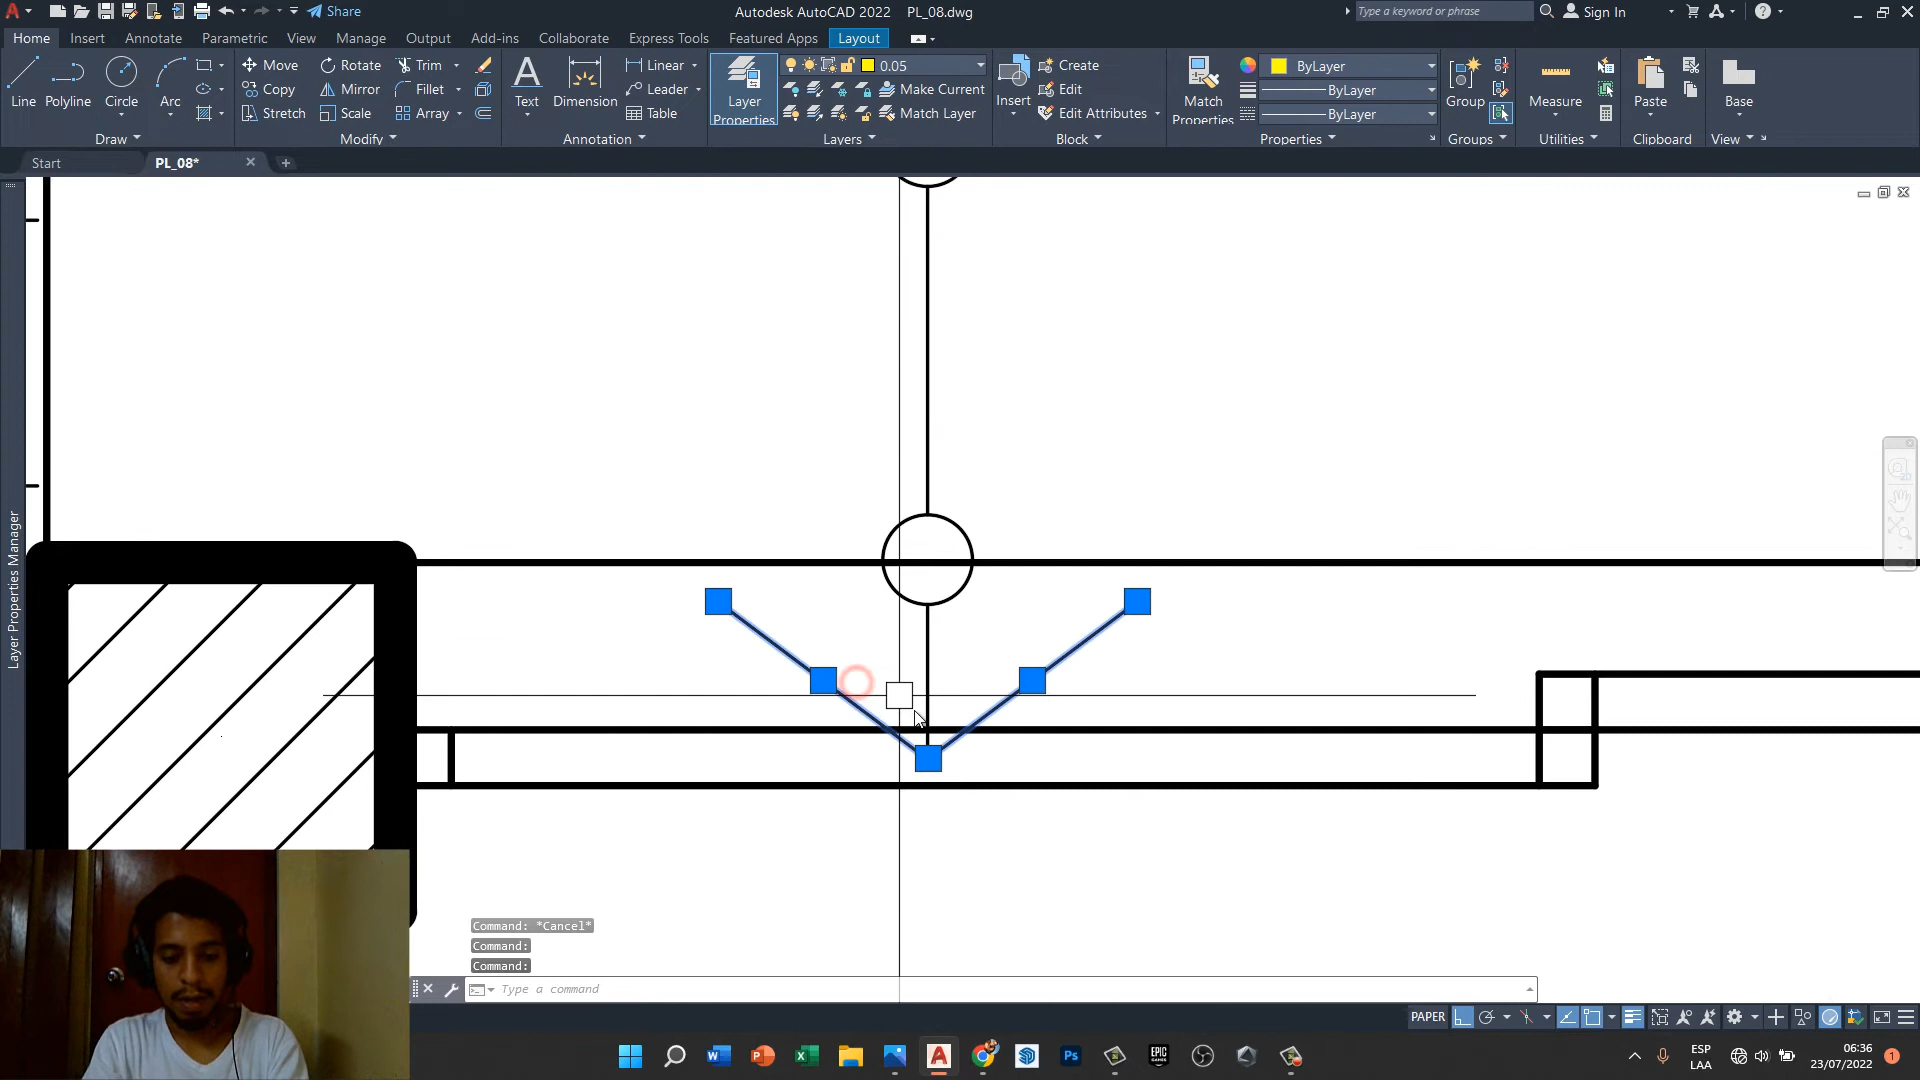 Share
Autodesk AutoCAD 2022 PL_08.dwg
Type a keyword or phrase
Sign In
Home Insert Annotate Parametric View Manage Output Add-ins Collaborate Express Tools Featured Apps Layout
Move Rotate Trim Linear 0.05 Create ByLayer
Copy Mirror Fillet Leader Make Current Edit ByLayer
Line Polyline Circle Arc Text Dimension Layer Properties Insert Match Properties Group Measure Paste Base
Stretch Scale Array Table Match Layer Edit Attributes ByLayer
Draw Modify Annotation Layers Block Properties Groups Utilities Clipboard View
Start PL_08*
Layer Properties Manager
Command: *Cancel*
Command:
Command:
Type a command
PAPER
EPIC GAMES
Ps
ESP
LAA
06:36
23/07/2022
1